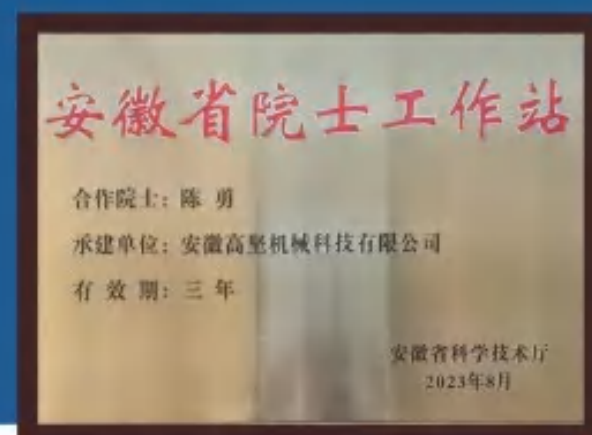 安徽省院士工作站
合作院士：陈 勇
承建单位：安徽高坚机械科技有限公司
有 效 期：三 年
安徽省科学技术厅
2023年8月